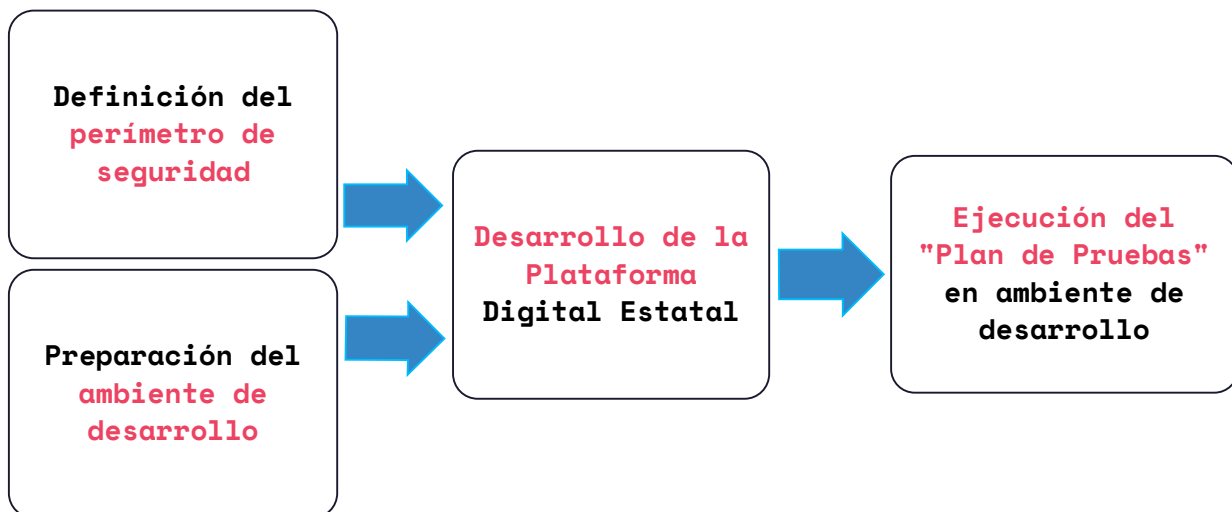 Definición del
perímetro de
seguridad
Preparación del
ambiente de
desarrollo
Desarrollo de la
Plataforma
Digital Estatal
Ejecución del
"Plan de Pruebas"
en ambiente de
desarrollo